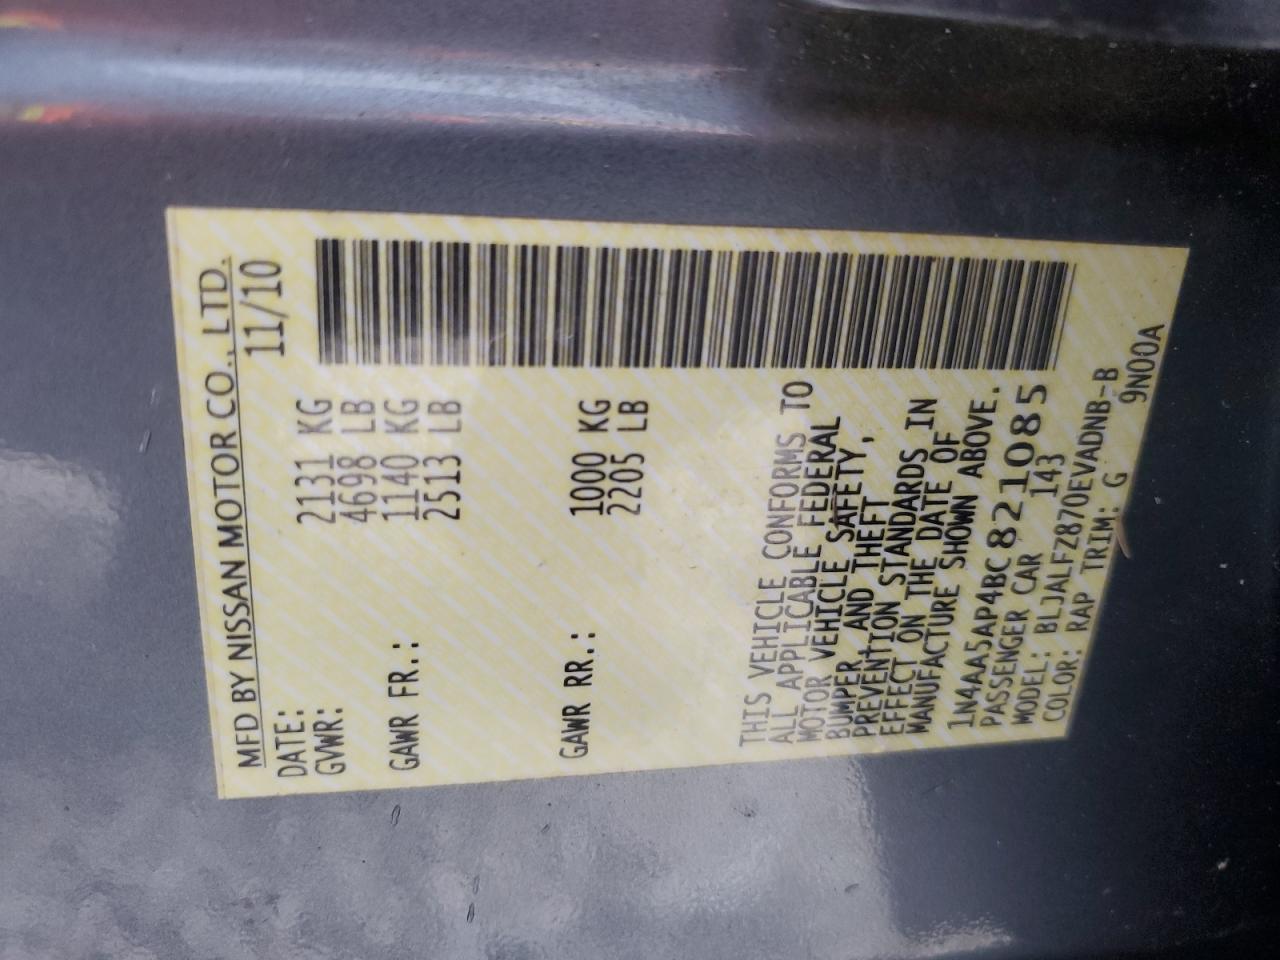 MFD BY NISSAN MOTOR CO., LTD.
DATE: 11/10
GVWR: 2131 KG
4698 LB
GAWR FR.: 1140 KG
2513 LB
GAWR RR.: 1000 KG
2205 LB
THIS VEHICLE CONFORMS TO
ALL APPLICABLE FEDERAL
MOTOR VEHICLE SAFETY,
BUMPER, AND THEFT
PREVENTION STANDARDS IN
EFFECT ON THE DATE OF
MANUFACTURE SHOWN ABOVE.
1N4AA5AP4BC821085
PASSENGER CAR 143
MODEL: BLJALFZ870EVADNB-B
COLOR: RAP TRIM: G 9N00A